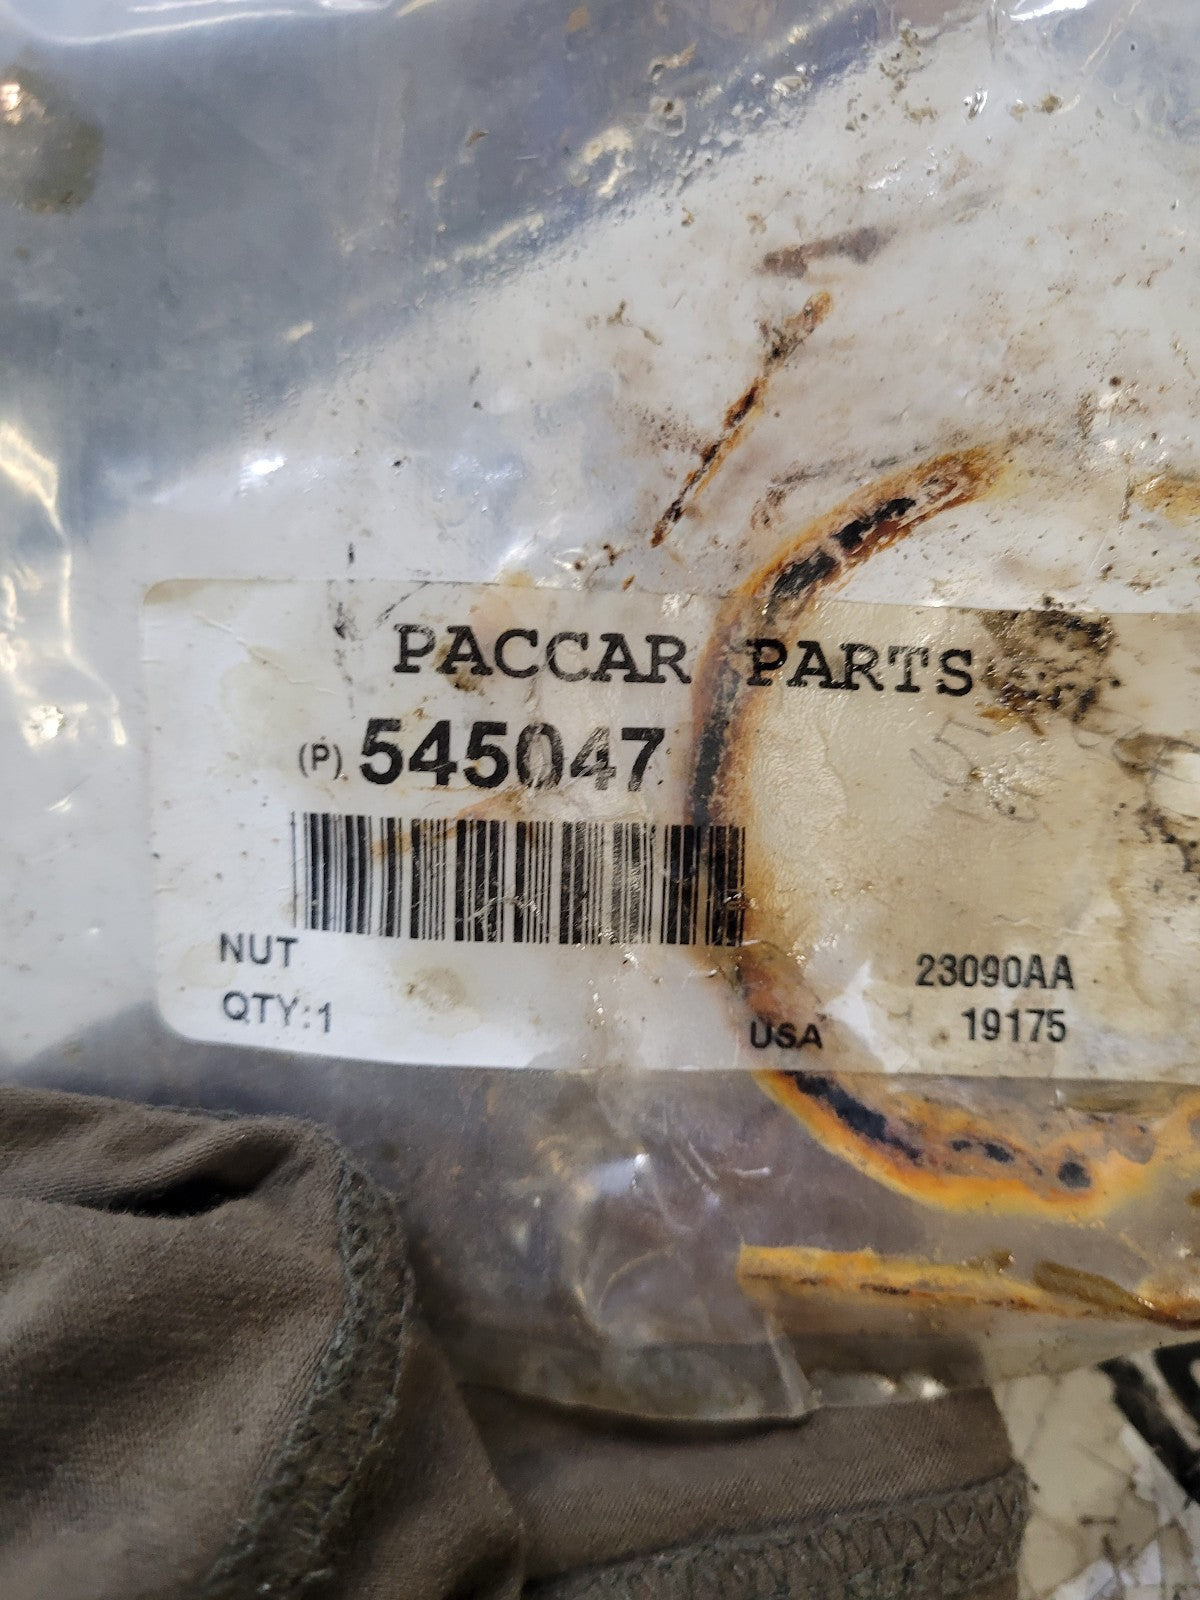 PACCAR PARTS
(P) 545047
NUT
QTY:1
USA
23090AA
19175